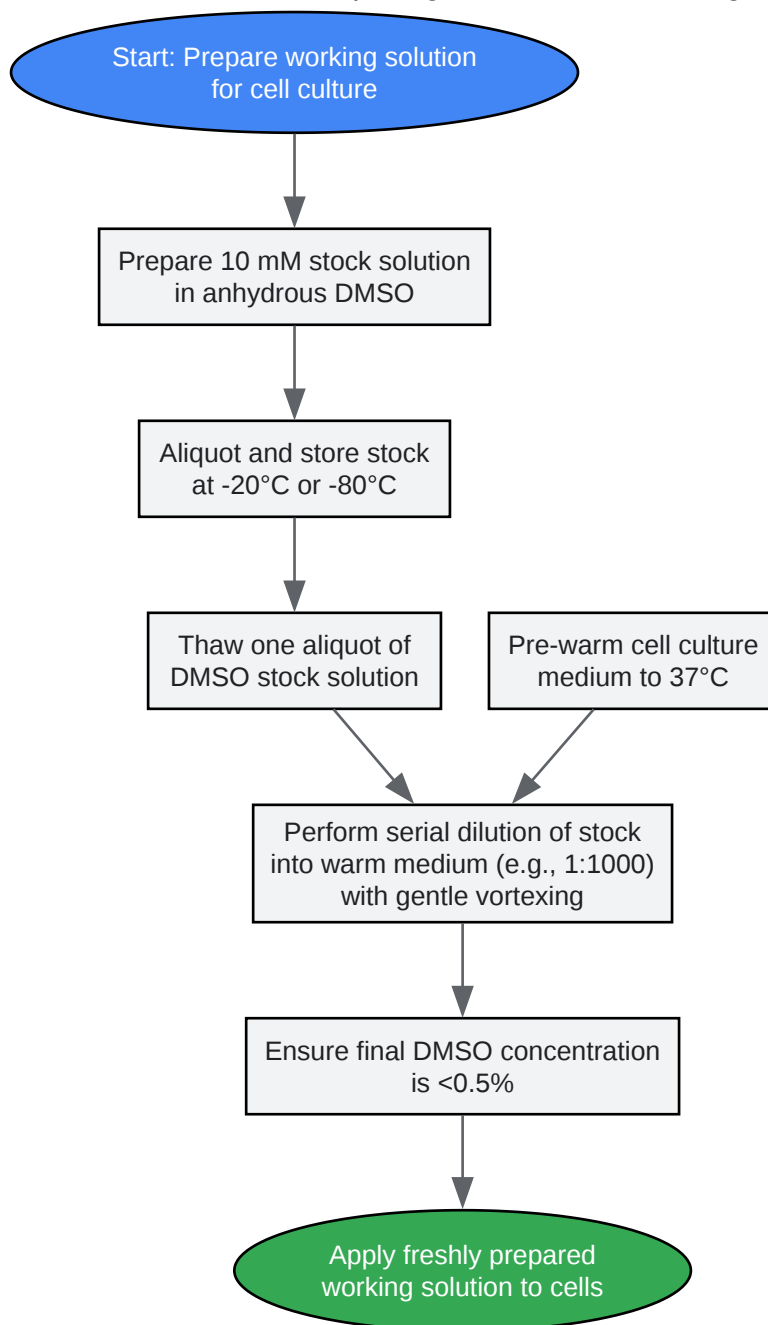 Start: Prepare working solution
for cell culture
Prepare 10 mM stock solution
in anhydrous DMSO
Aliquot and store stock
at -20°C or -80°C
Thaw one aliquot of
DMSO stock solution
Pre-warm cell culture
medium to 37°C
Perform serial dilution of stock
into warm medium (e.g., 1:1000)
with gentle vortexing
Ensure final DMSO concentration
is <0.5%
Apply freshly prepared
working solution to cells